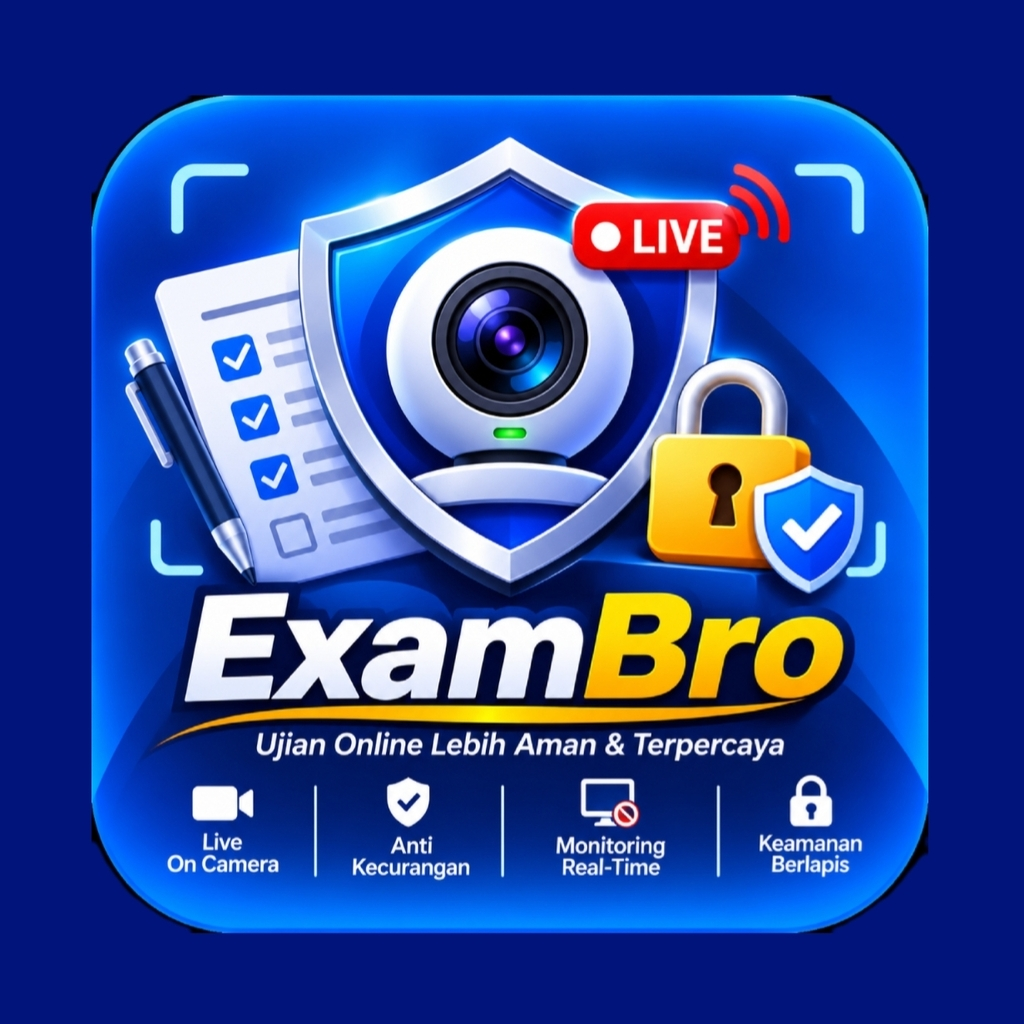 LIVE
ExamBro
Ujian Online Lebih Aman & Terpercaya
Live
On Camera
Anti
Kecurangan
Monitoring
Real-Time
Keamanan
Berlapis